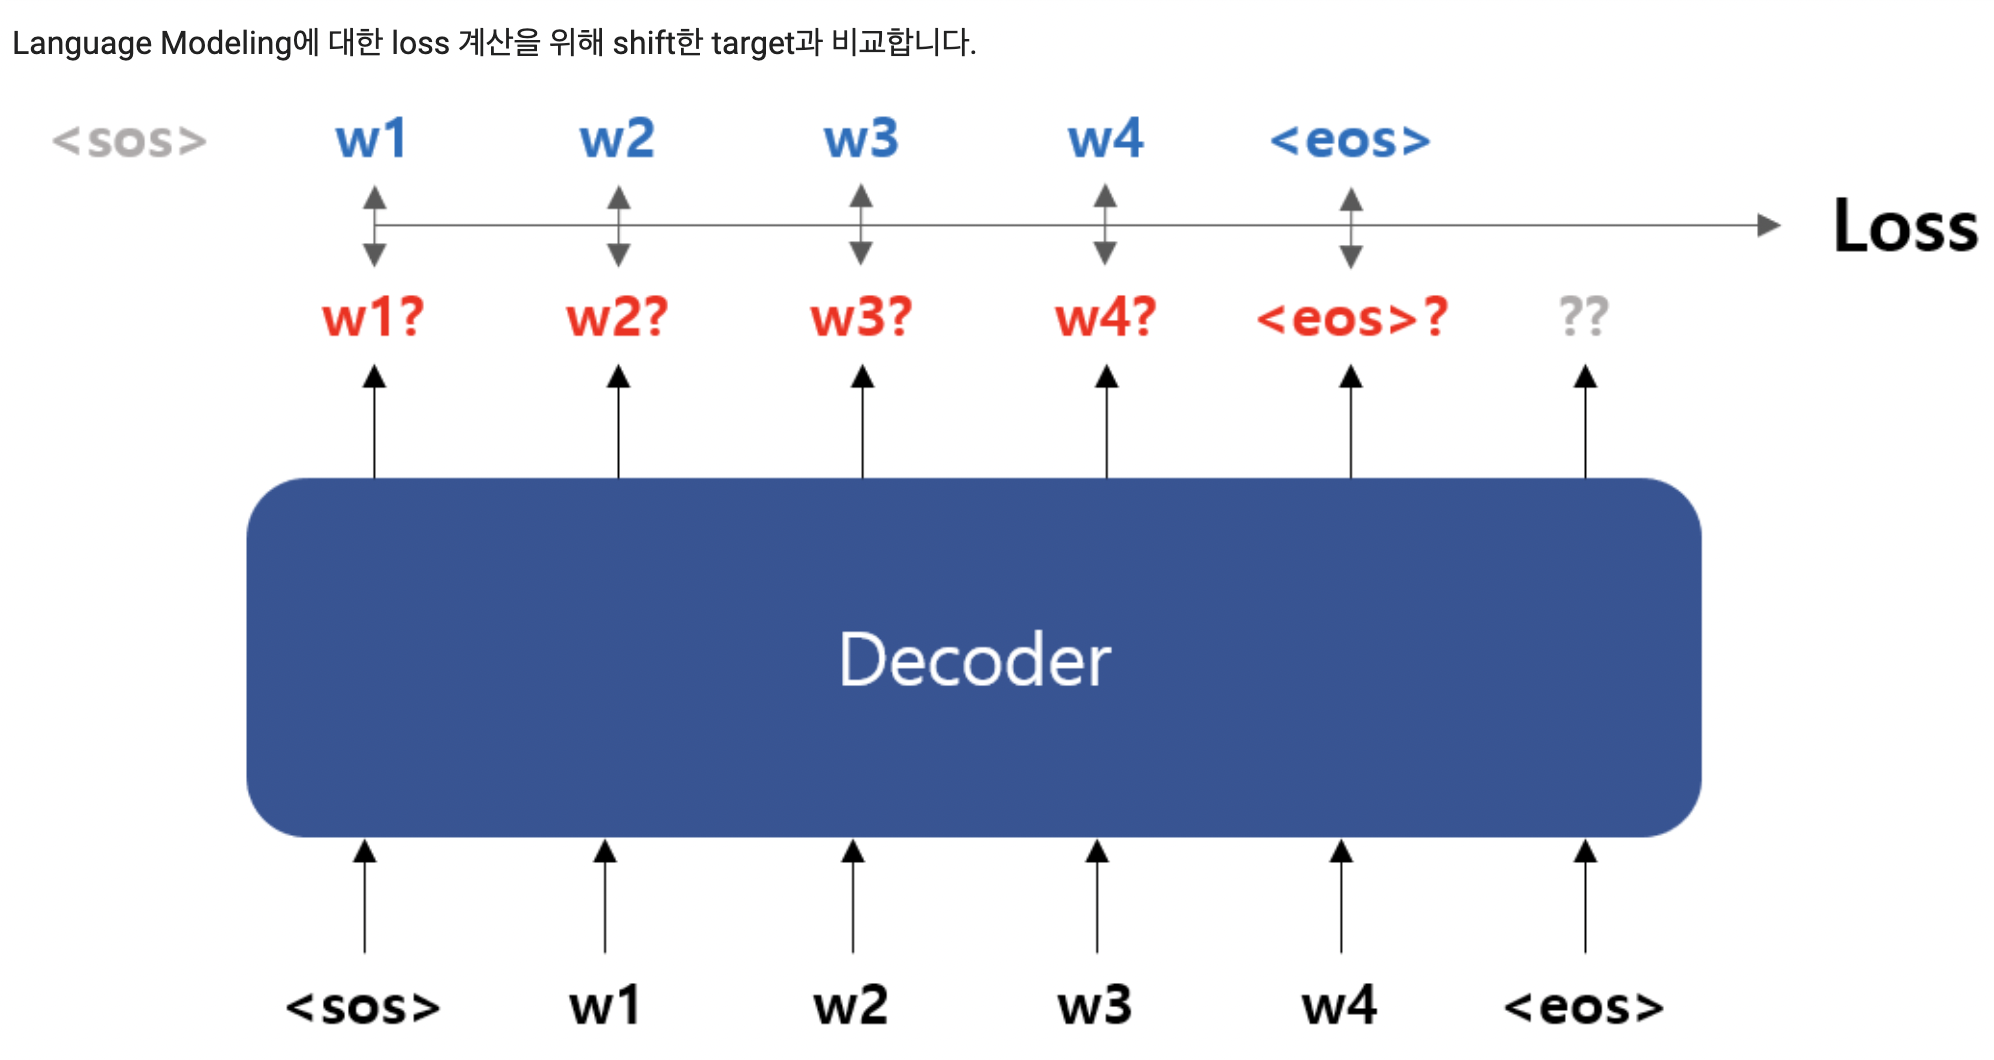 Language Modeling에 대한 loss 계산을 위해 shift한 target과 비교합니다.
<sos> w1 w2 w3 w4 <eos>
Loss
w1? w2? w3? w4? <eos>? ??
Decoder
<sos> w1 w2 w3 w4 <eos>